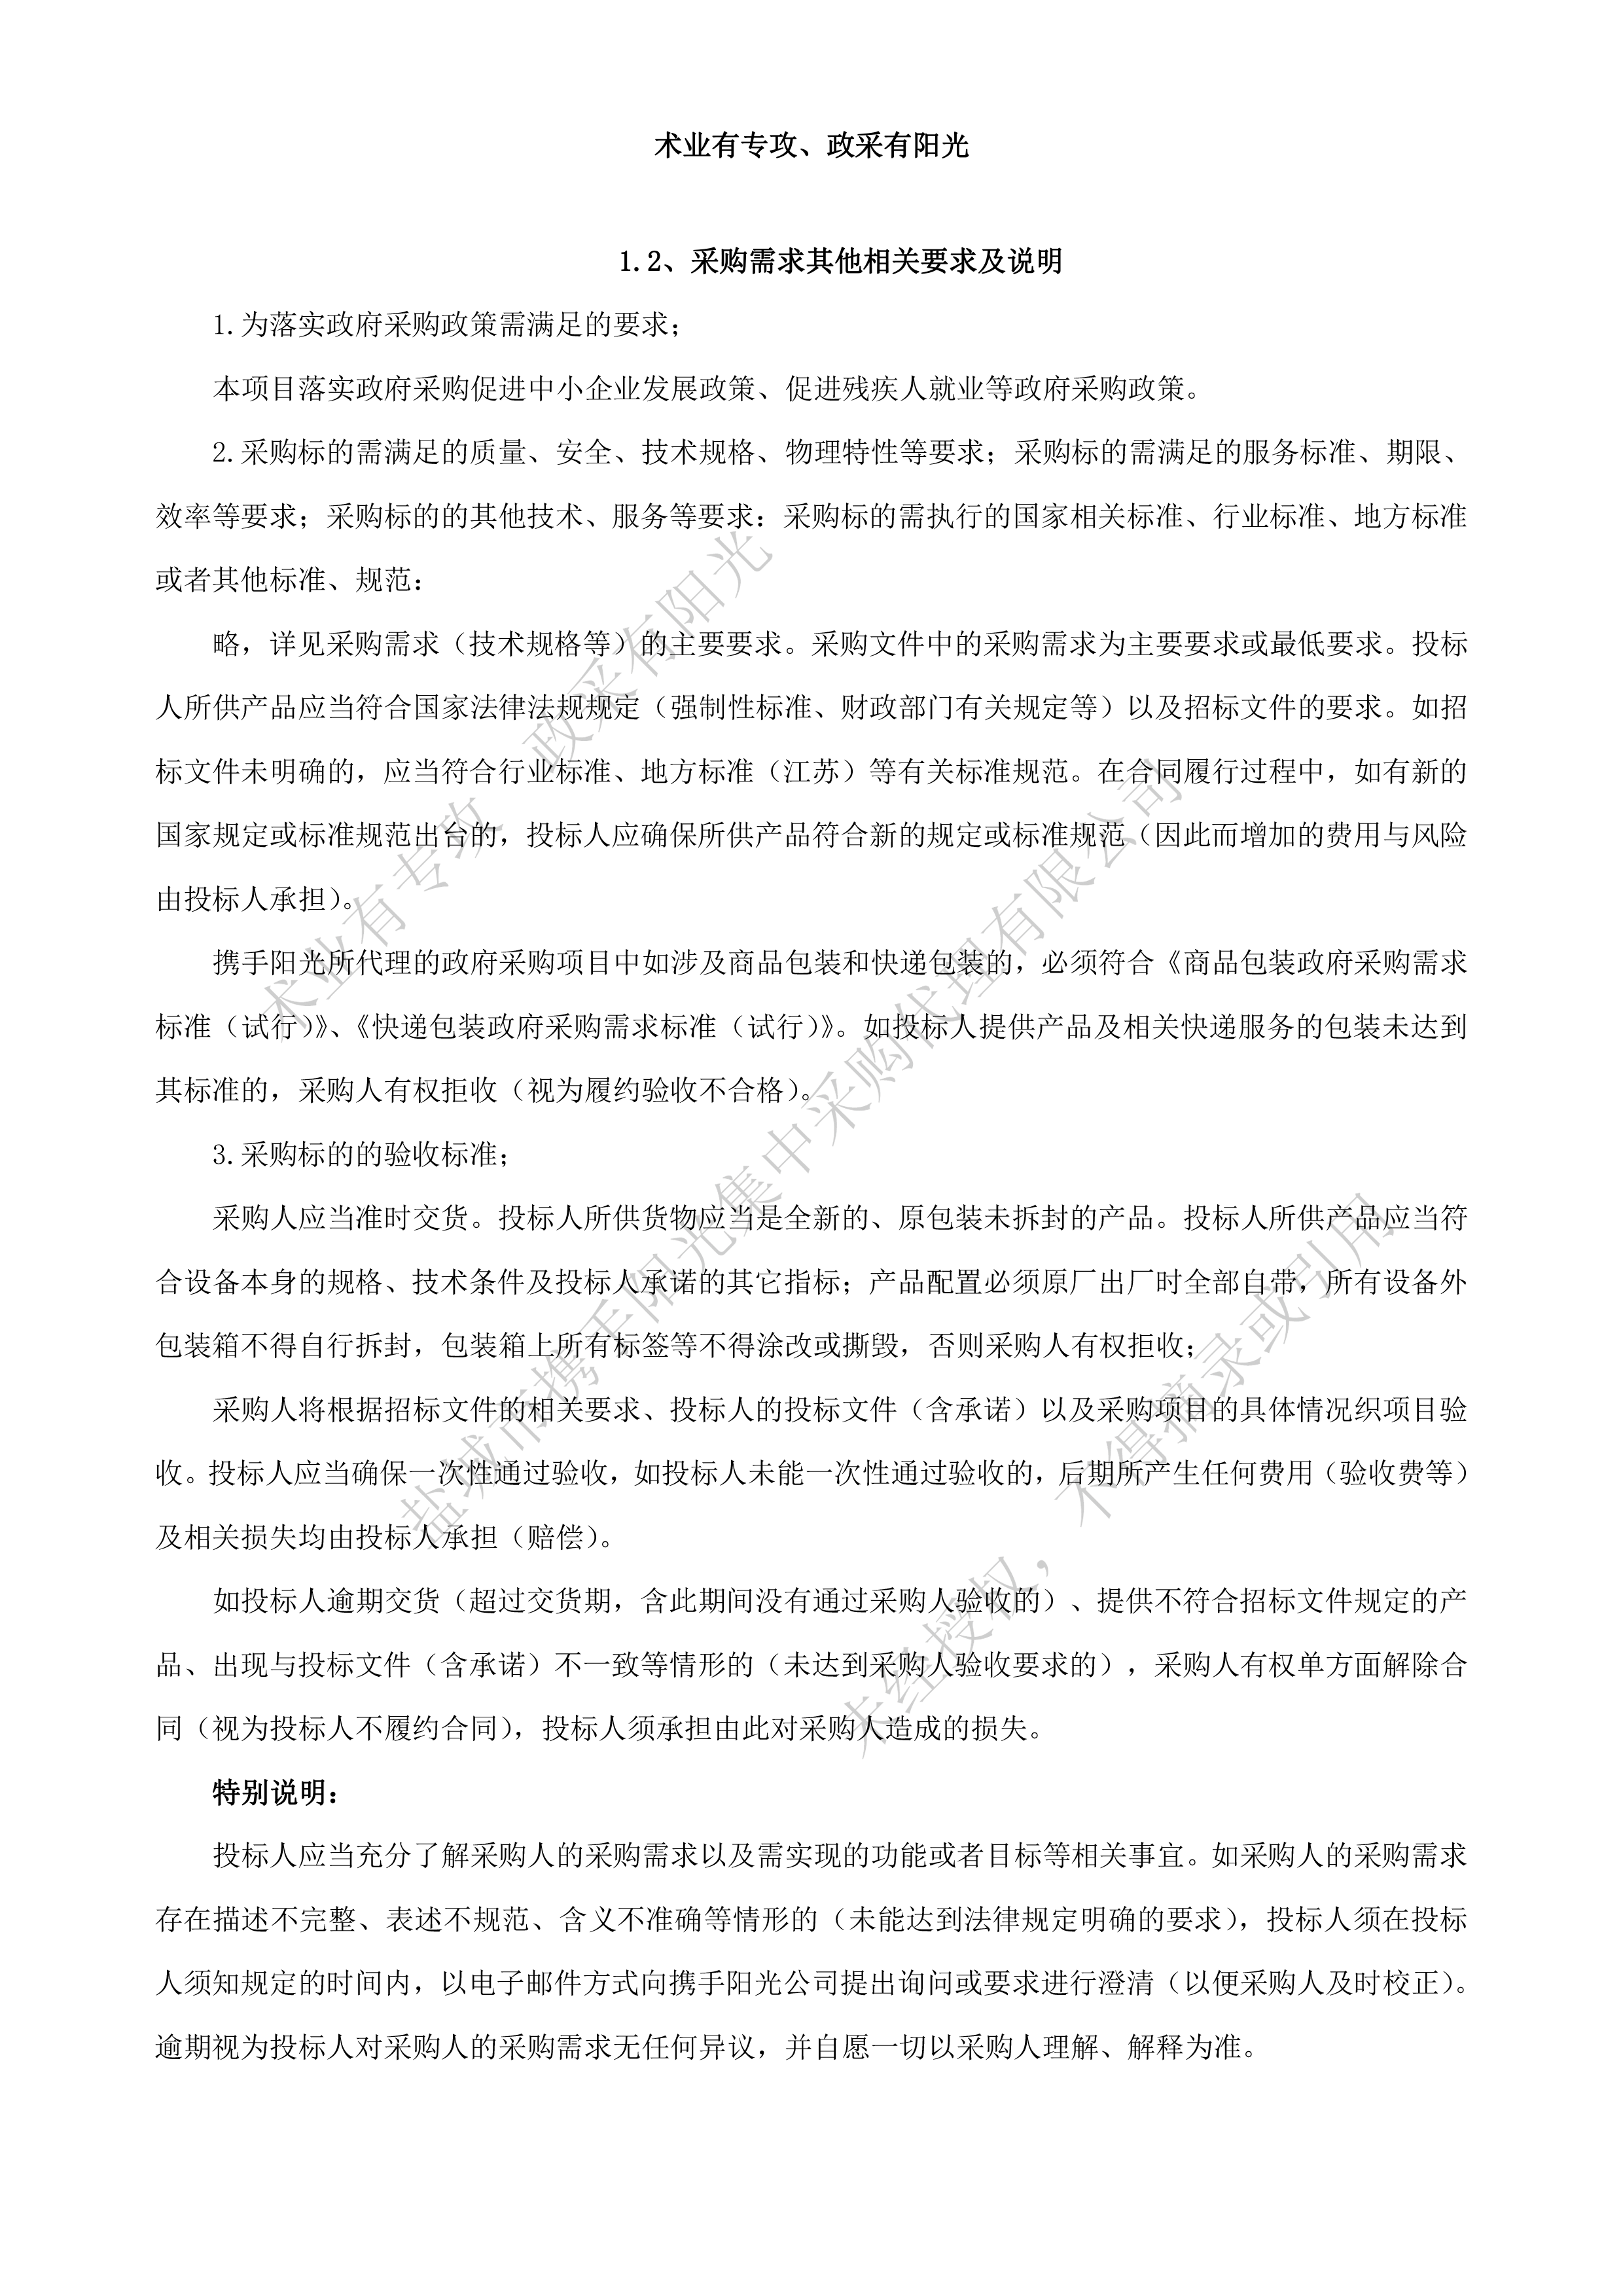 术业有专攻、政采有阳光
1.2、采购需求其他相关要求及说明
1.为落实政府采购政策需满足的要求；
本项目落实政府采购促进中小企业发展政策、促进残疾人就业等政府采购政策。
2.采购标的需满足的质量、安全、技术规格、物理特性等要求；采购标的需满足的服务标准、期限、
效率等要求；采购标的的其他技术、服务等要求：采购标的需执行的国家相关标准、行业标准、地方标准
或者其他标准、规范：
略，详见采购需求（技术规格等）的主要要求。采购文件中的采购需求为主要要求或最低要求。投标
人所供产品应当符合国家法律法规规定（强制性标准、财政部门有关规定等）以及招标文件的要求。如招
标文件未明确的，应当符合行业标准、地方标准（江苏）等有关标准规范。在合同履行过程中，如有新的
国家规定或标准规范出台的，投标人应确保所供产品符合新的规定或标准规范（因此而增加的费用与风险
由投标人承担）。
携手阳光所代理的政府采购项目中如涉及商品包装和快递包装的，必须符合《商品包装政府采购需求
标准（试行）》、《快递包装政府采购需求标准（试行）》。如投标人提供产品及相关快递服务的包装未达到
其标准的，采购人有权拒收（视为履约验收不合格）。
3.采购标的的验收标准；
采购人应当准时交货。投标人所供货物应当是全新的、原包装未拆封的产品。投标人所供产品应当符
合设备本身的规格、技术条件及投标人承诺的其它指标；产品配置必须原厂出厂时全部自带，所有设备外
包装箱不得自行拆封，包装箱上所有标签等不得涂改或撕毁，否则采购人有权拒收；
采购人将根据招标文件的相关要求、投标人的投标文件（含承诺）以及采购项目的具体情况织项目验
收。投标人应当确保一次性通过验收，如投标人未能一次性通过验收的，后期所产生任何费用（验收费等）
及相关损失均由投标人承担（赔偿）。
如投标人逾期交货（超过交货期，含此期间没有通过采购人验收的）、提供不符合招标文件规定的产
品、出现与投标文件（含承诺）不一致等情形的（未达到采购人验收要求的），采购人有权单方面解除合
同（视为投标人不履约合同），投标人须承担由此对采购人造成的损失。
特别说明：
投标人应当充分了解采购人的采购需求以及需实现的功能或者目标等相关事宜。如采购人的采购需求
存在描述不完整、表述不规范、含义不准确等情形的（未能达到法律规定明确的要求），投标人须在投标
人须知规定的时间内，以电子邮件方式向携手阳光公司提出询问或要求进行澄清（以便采购人及时校正）。
逾期视为投标人对采购人的采购需求无任何异议，并自愿一切以采购人理解、解释为准。
术业有专攻 政采有阳光
盐城市携手阳光集中采购代理有限公司
未经授权，不得摘录或引用